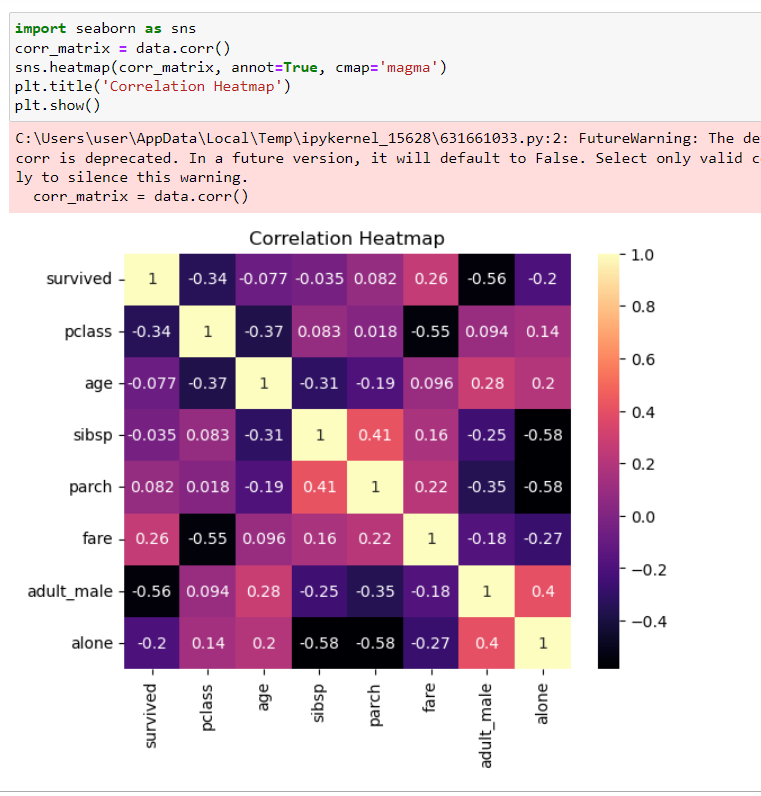 import seaborn as sns
corr_matrix = data.corr()
sns.heatmap(corr_matrix, annot=True, cmap='magma')
plt.title('Correlation Heatmap')
plt.show()
C:\Users\user\AppData\Local\Temp\ipykernel_15628\631661033.py:2: FutureWarning: The de
corr is deprecated. In a future version, it will default to False. Select only valid c
ly to silence this warning.
corr_matrix = data.corr()
Correlation Heatmap
survived 1 -0.34 -0.077 -0.035 0.082 0.26 -0.56 -0.2
pclass -0.34 1 -0.37 0.083 0.018 -0.55 0.094 0.14
age -0.077 -0.37 1 -0.31 -0.19 0.096 0.28 0.2
sibsp -0.035 0.083 -0.31 1 0.41 0.16 -0.25 -0.58
parch 0.082 0.018 -0.19 0.41 1 0.22 -0.35 -0.58
fare 0.26 -0.55 0.096 0.16 0.22 1 -0.18 -0.27
adult_male -0.56 0.094 0.28 -0.25 -0.35 -0.18 1 0.4
alone -0.2 0.14 0.2 -0.58 -0.58 -0.27 0.4 1
survived pclass age sibsp parch fare adult_male alone
1.0
0.8
0.6
0.4
0.2
0.0
−0.2
−0.4